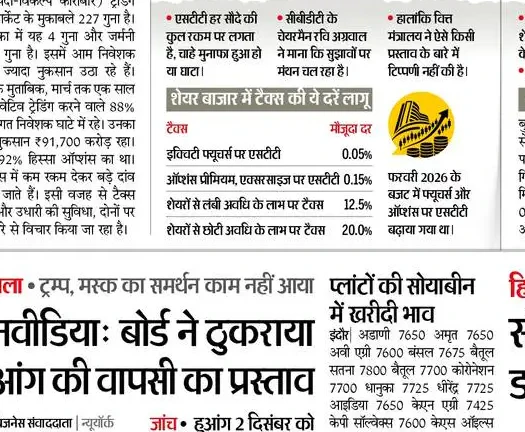 र्केट के मुकाबले 227 गुना है।
का में यह 4 गुना और जर्मनी
गुना है। इसमें आम निवेशक
ज्यादा नुकसान उठा रहे हैं।
मुताबिक, मार्च तक एक साल
वेटिव ट्रेडिंग करने वाले 88%
गत निवेशक घाटे में रहे। उनका
नुकसान ₹91,700 करोड़ रहा।
92% हिस्सा ऑप्शंस का था।
स में कम रकम देकर बड़े दांव
जाते हैं। इसी वजह से टैक्स
और उधारी की सुविधा, दोनों पर
रे से विचार किया जा रहा है।
• एसटीटी हर सौदे की
कुल रकम पर लगता
है, चाहे मुनाफा हुआ हो
या घाटा।
• सीबीडीटी के
चेयरमैन रवि अग्रवाल
ने माना कि सुझावों पर
मंथन चल रहा है।
• हालांकि वित्त
मंत्रालय ने ऐसे किसी
प्रस्ताव के बारे में
टिप्पणी नहीं की है।
शेयर बाजार में टैक्स की ये दरें लागू
टैक्स मौजूदा दर
इक्विटी फ्यूचर्स पर एसटीटी 0.05%
ऑप्शंस प्रीमियम, एक्सरसाइज पर एसटीटी 0.15%
शेयरों से लंबी अवधि के लाभ पर टैक्स 12.5%
शेयरों से छोटी अवधि के लाभ पर टैक्स 20.0%
फरवरी 2026 के
बजट में फ्यूचर्स और
ऑप्शंस पर एसटीटी
बढ़ाया गया था।
ला • ट्रम्प, मस्क का समर्थन काम नहीं आया
नवीडिया: बोर्ड ने ठुकराया
आंग की वापसी का प्रस्ताव
बिजनेस संवाददाता | न्यूयॉर्क
जांच • हुआंग 2 दिसंबर को
प्लांटों की सोयाबीन
में खरीदी भाव
इंदौर| अडाणी 7650 अमृत 7650
अवी एग्री 7600 बंसल 7675 बैतूल
सतना 7800 बैतूल 7700 कोरोनेशन
7700 धानुका 7725 धीरेंद्र 7725
आइडिया 7650 केएन एग्री 7425
केपी सॉल्वेक्स 7600 केएस ऑइल्स